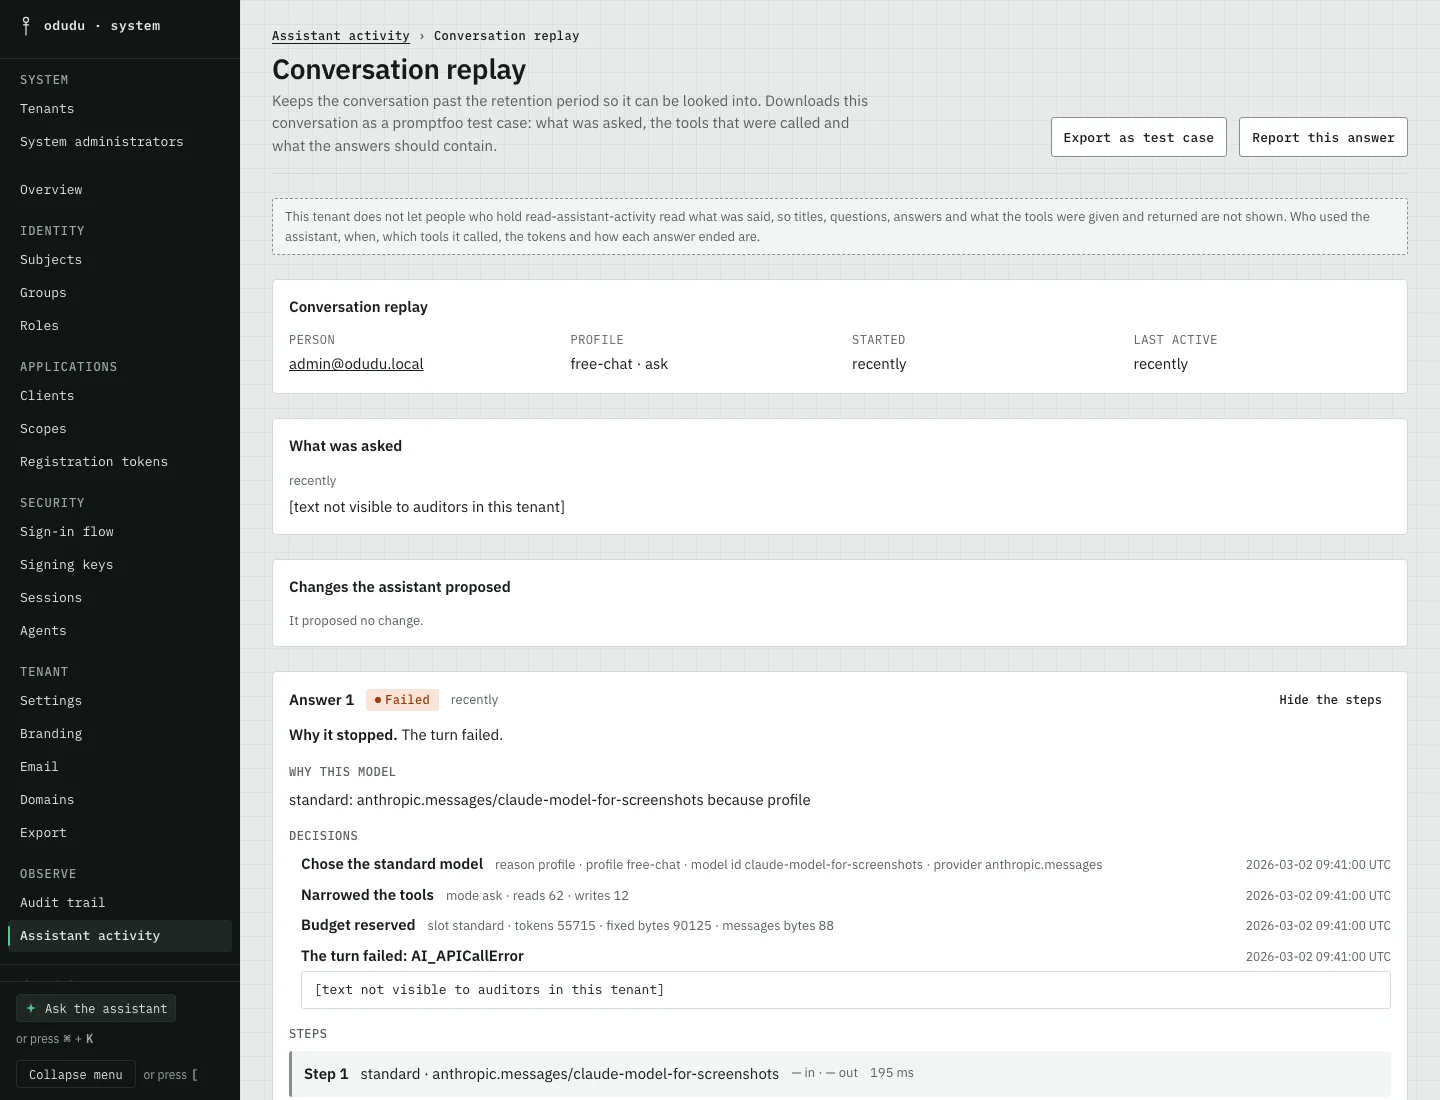 odudu · system
SYSTEM
Tenants
System administrators
Overview
IDENTITY
Subjects
Groups
Roles
APPLICATIONS
Clients
Scopes
Registration tokens
SECURITY
Sign-in flow
Signing keys
Sessions
Agents
TENANT
Settings
Branding
Email
Domains
Export
OBSERVE
Audit trail
Assistant activity
Ask the assistant
or press ⌘ + K
Collapse menu or press [
Assistant activity › Conversation replay
Conversation replay
Keeps the conversation past the retention period so it can be looked into. Downloads this
conversation as a promptfoo test case: what was asked, the tools that were called and
what the answers should contain.
Export as test case Report this answer
This tenant does not let people who hold read-assistant-activity read what was said, so titles, questions, answers and what the tools were given and returned are not shown. Who used the
assistant, when, which tools it called, the tokens and how each answer ended are.
Conversation replay
PERSON PROFILE STARTED LAST ACTIVE
admin@odudu.local free-chat · ask recently recently
What was asked
recently
[text not visible to auditors in this tenant]
Changes the assistant proposed
It proposed no change.
Answer 1 Failed recently Hide the steps
Why it stopped. The turn failed.
WHY THIS MODEL
standard: anthropic.messages/claude-model-for-screenshots because profile
DECISIONS
Chose the standard model reason profile · profile free-chat · model id claude-model-for-screenshots · provider anthropic.messages 2026-03-02 09:41:00 UTC
Narrowed the tools mode ask · reads 62 · writes 12 2026-03-02 09:41:00 UTC
Budget reserved slot standard · tokens 55715 · fixed bytes 90125 · messages bytes 88 2026-03-02 09:41:00 UTC
The turn failed: AI_APICallError 2026-03-02 09:41:00 UTC
[text not visible to auditors in this tenant]
STEPS
Step 1 standard · anthropic.messages/claude-model-for-screenshots — in · — out 195 ms